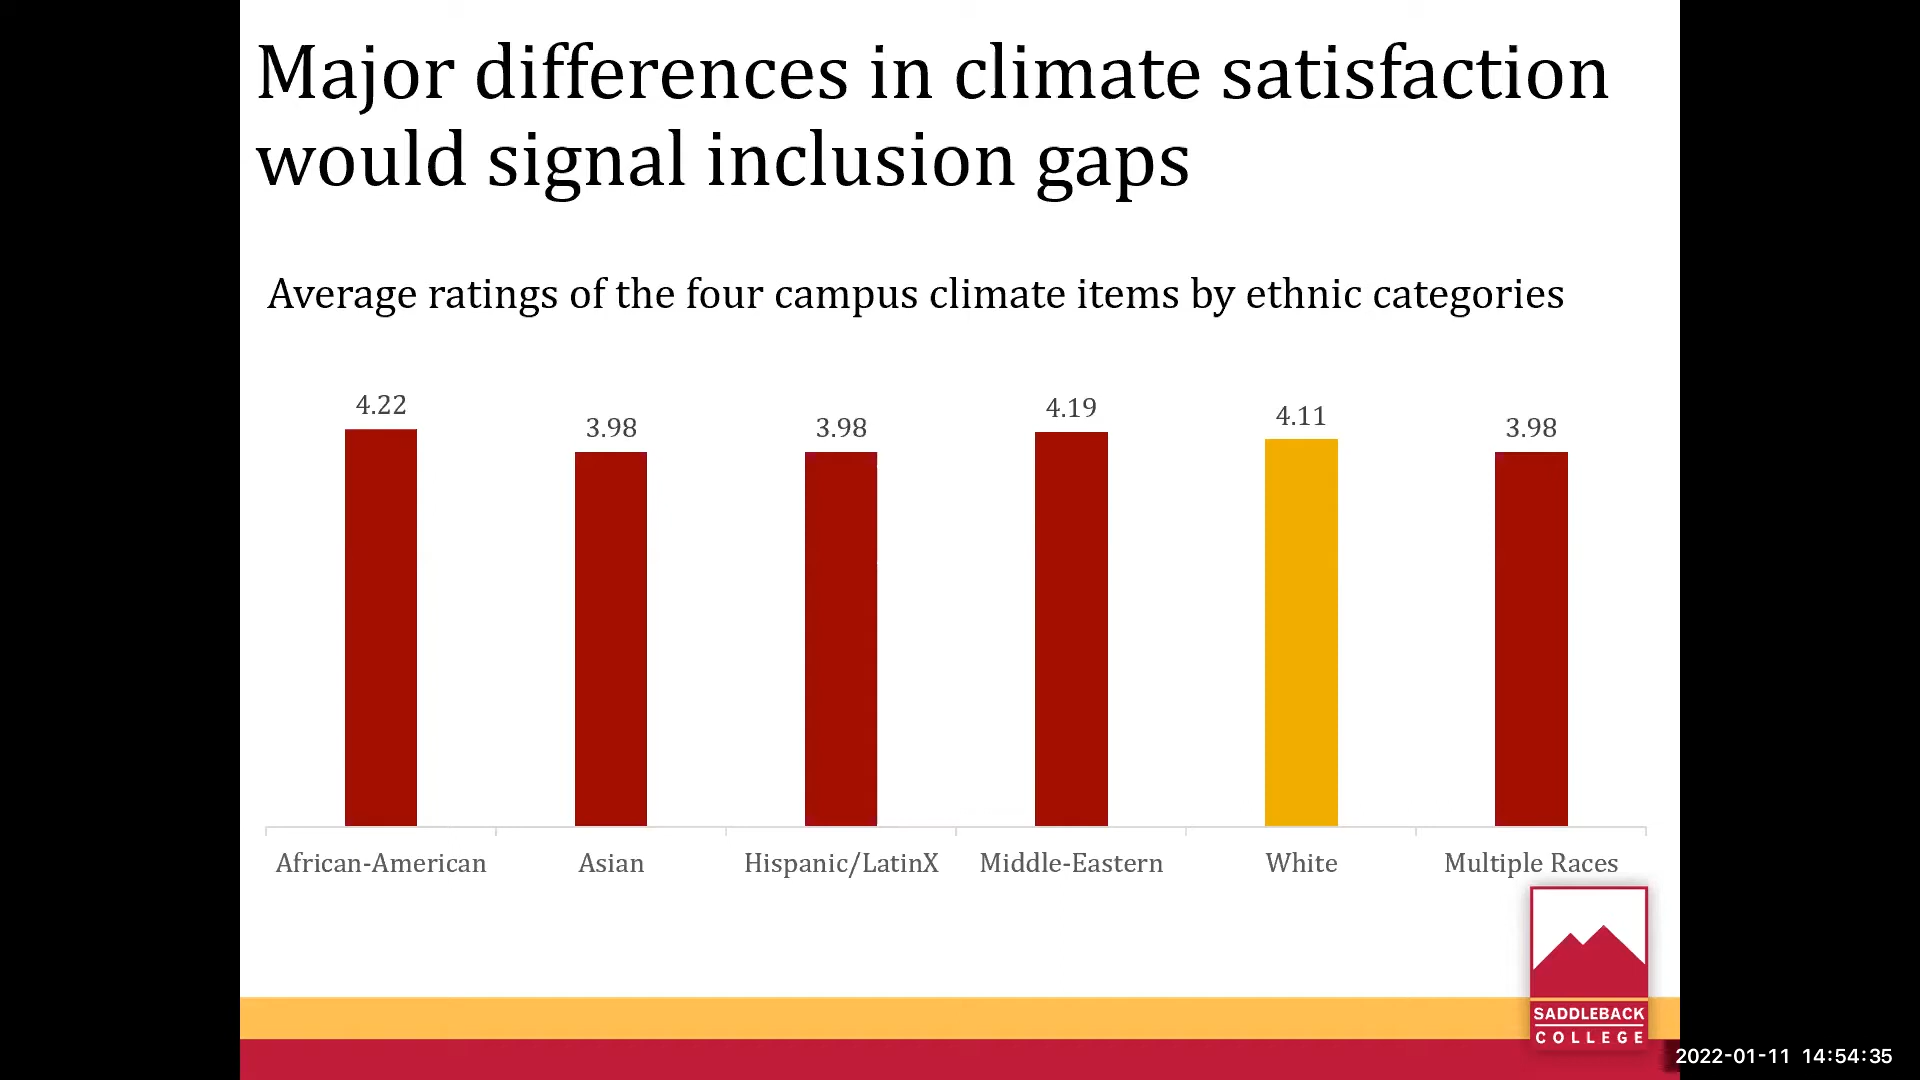 Major differences in climate satisfaction
would signal inclusion gaps
Average ratings of the four campus climate items by ethnic categories
4.22
3.98
3.98
4.19
4.11
3.98
African-American
Asian
Hispanic/LatinX
Middle-Eastern
White
Multiple Races
SADDLEBACK
COLLEGE
2022-01-11 14:54:35